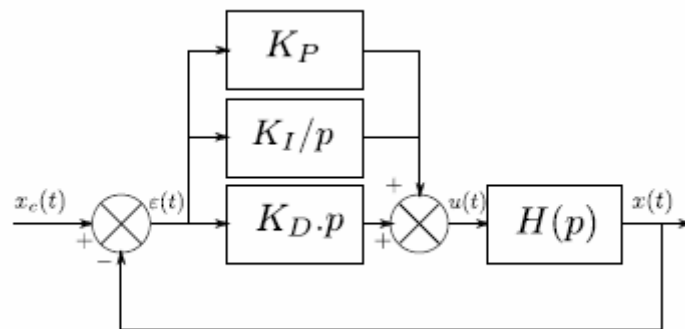 K_P
K_I/p
x_c(t) ε(t) K_D.p + u(t) H(p) x(t)
+ − +